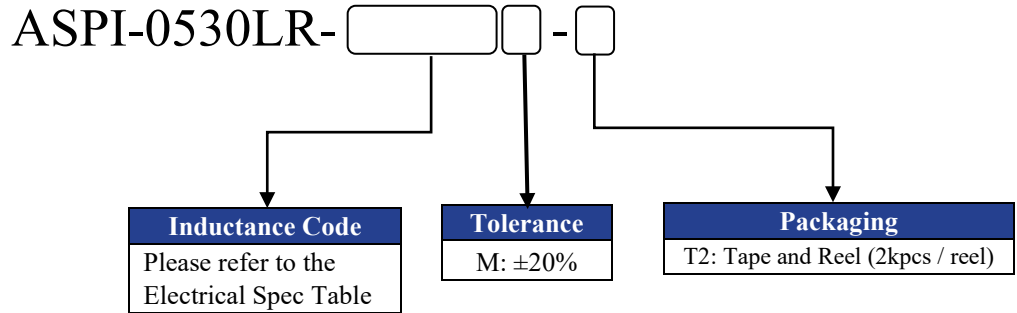 ASPI-0530LR- -
Inductance Code
Please refer to the
Electrical Spec Table
Tolerance
M: ±20%
Packaging
T2: Tape and Reel (2kpcs / reel)